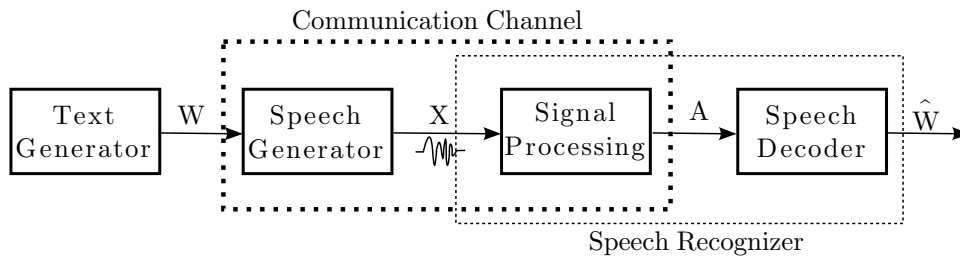 Communication Channel
Text
Generator
W
Speech
Generator
X
Signal
Processing
A
Speech
Decoder
Ŵ
Speech Recognizer